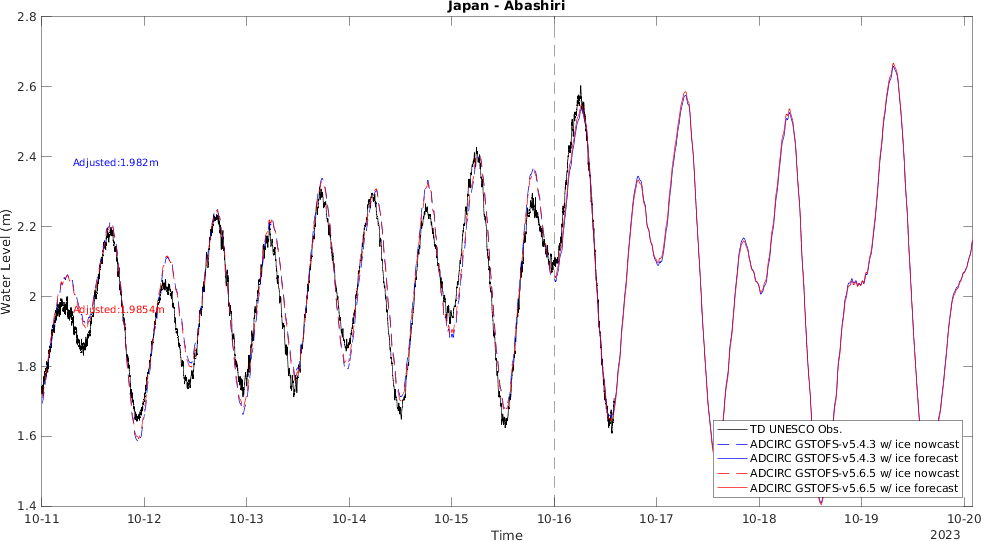 Japan - Abashiri
Water Level (m)
2.8
2.6
2.4
2.2
2
1.8
1.6
1.4
Adjusted:1.982m
Adjusted:1.9854m
TD UNESCO Obs.
ADCIRC GSTOFS-v5.4.3 w/ ice nowcast
ADCIRC GSTOFS-v5.4.3 w/ ice forecast
ADCIRC GSTOFS-v5.6.5 w/ ice nowcast
ADCIRC GSTOFS-v5.6.5 w/ ice forecast
10-11 10-12 10-13 10-14 10-15 10-16 10-17 10-18 10-19 10-20
Time
2023